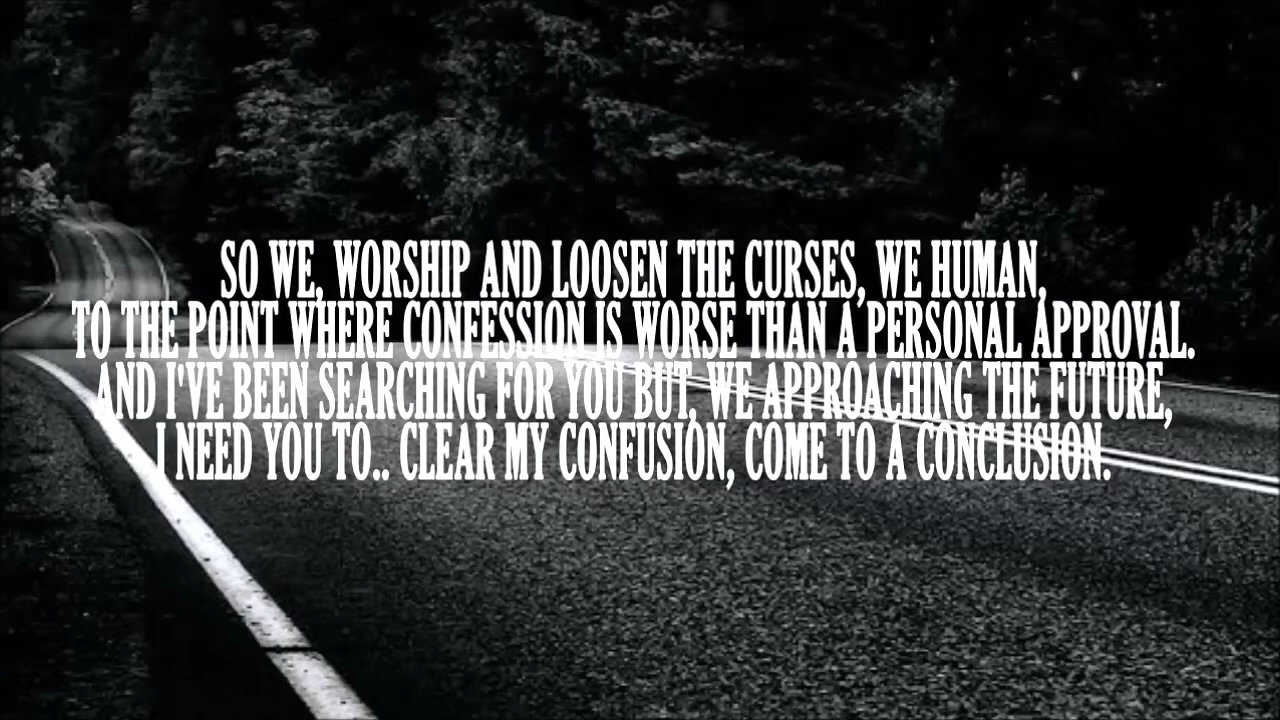 SO WE, WORSHIP AND LOOSEN THE CURSES, WE HUMAN,
TO THE POINT WHERE CONFESSION IS WORSE THAN A PERSONAL APPROVAL.
AND I'VE BEEN SEARCHING FOR YOU BUT, WE APPROACHING THE FUTURE,
I NEED YOU TO.. CLEAR MY CONFUSION, COME TO A CONCLUSION.